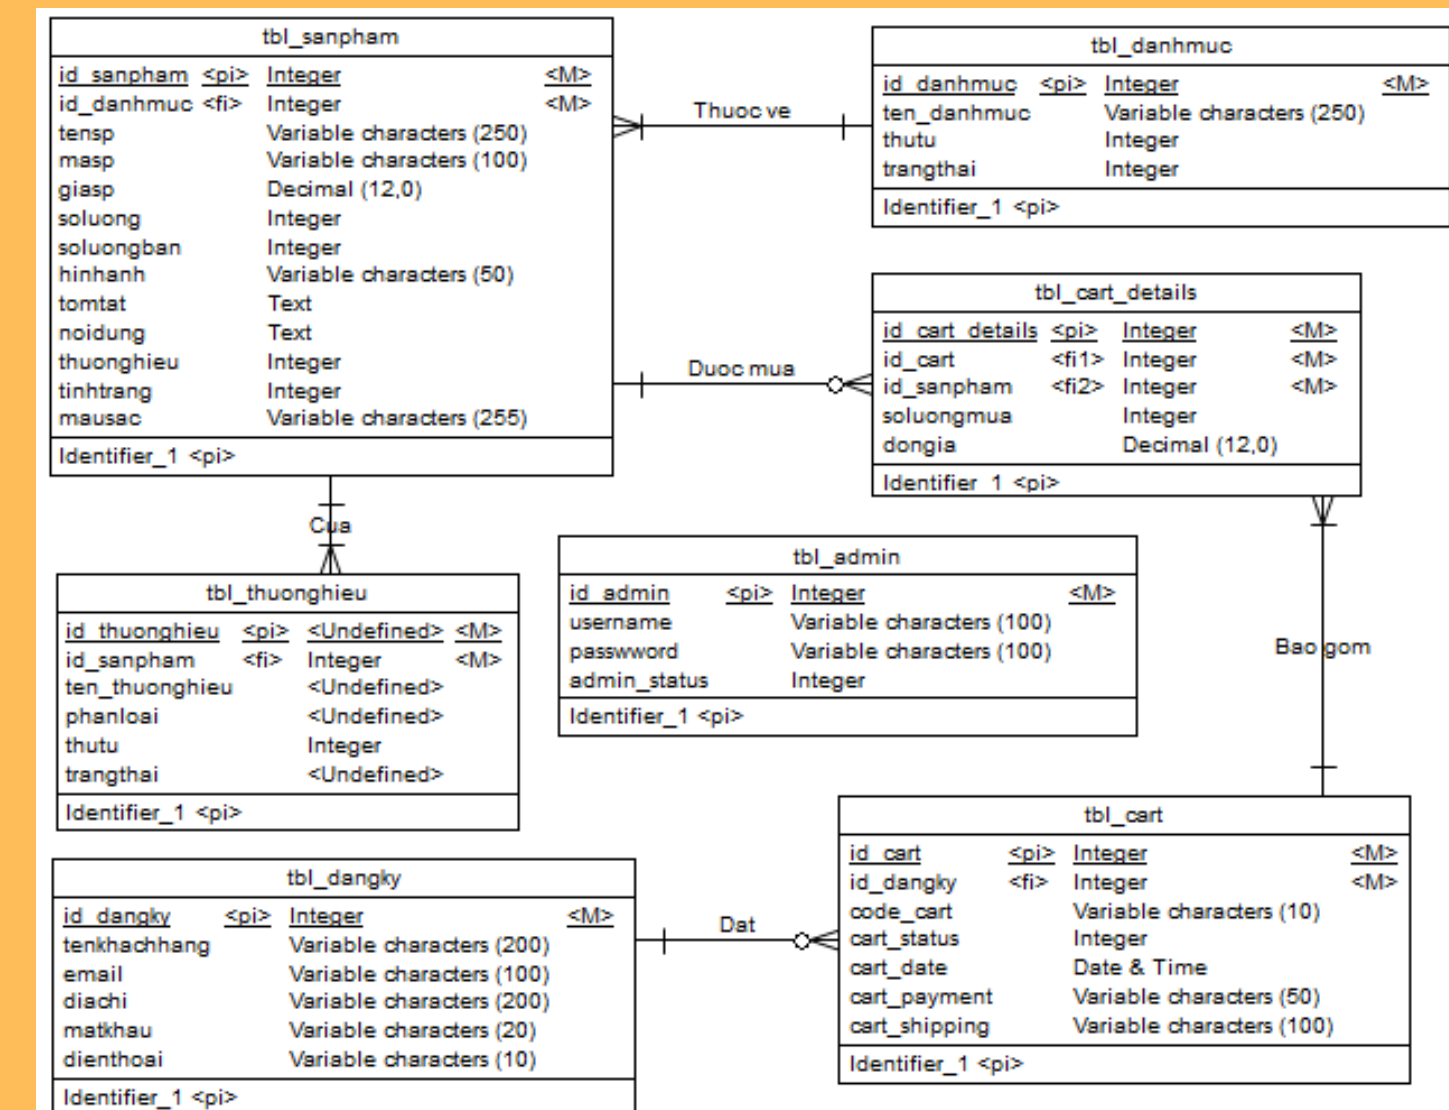 tbl_sanpham
id_sanpham <pi> Integer <M>
id_danhmuc <fi> Integer <M>
tensp Variable characters (250)
masp Variable characters (100)
giasp Decimal (12,0)
soluong Integer
soluongban Integer
hinhanh Variable characters (50)
tomtat Text
noidung Text
thuonghieu Integer
tinhtrang Integer
mausac Variable characters (255)
Identifier_1 <pi>
Thuoc ve
tbl_danhmuc
id_danhmuc <pi> Integer <M>
ten_danhmuc Variable characters (250)
thutu Integer
trangthai Integer
Identifier_1 <pi>
Duoc mua
tbl_cart_details
id_cart_details <pi> Integer <M>
id_cart <fi1> Integer <M>
id_sanpham <fi2> Integer <M>
soluongmua Integer
dongia Decimal (12,0)
Identifier_1 <pi>
Cua
tbl_thuonghieu
id_thuonghieu <pi> <Undefined> <M>
id_sanpham <fi> Integer <M>
ten_thuonghieu <Undefined>
phanloai <Undefined>
thutu Integer
trangthai <Undefined>
Identifier_1 <pi>
tbl_admin
id_admin <pi> Integer <M>
username Variable characters (100)
passwword Variable characters (100)
admin_status Integer
Identifier_1 <pi>
Bao gom
tbl_dangky
id_dangky <pi> Integer <M>
tenkhachhang Variable characters (200)
email Variable characters (100)
diachi Variable characters (200)
matkhau Variable characters (20)
dienthoai Variable characters (10)
Identifier_1 <pi>
Dat
tbl_cart
id_cart <pi> Integer <M>
id_dangky <fi> Integer <M>
code_cart Variable characters (10)
cart_status Integer
cart_date Date & Time
cart_payment Variable characters (50)
cart_shipping Variable characters (100)
Identifier_1 <pi>